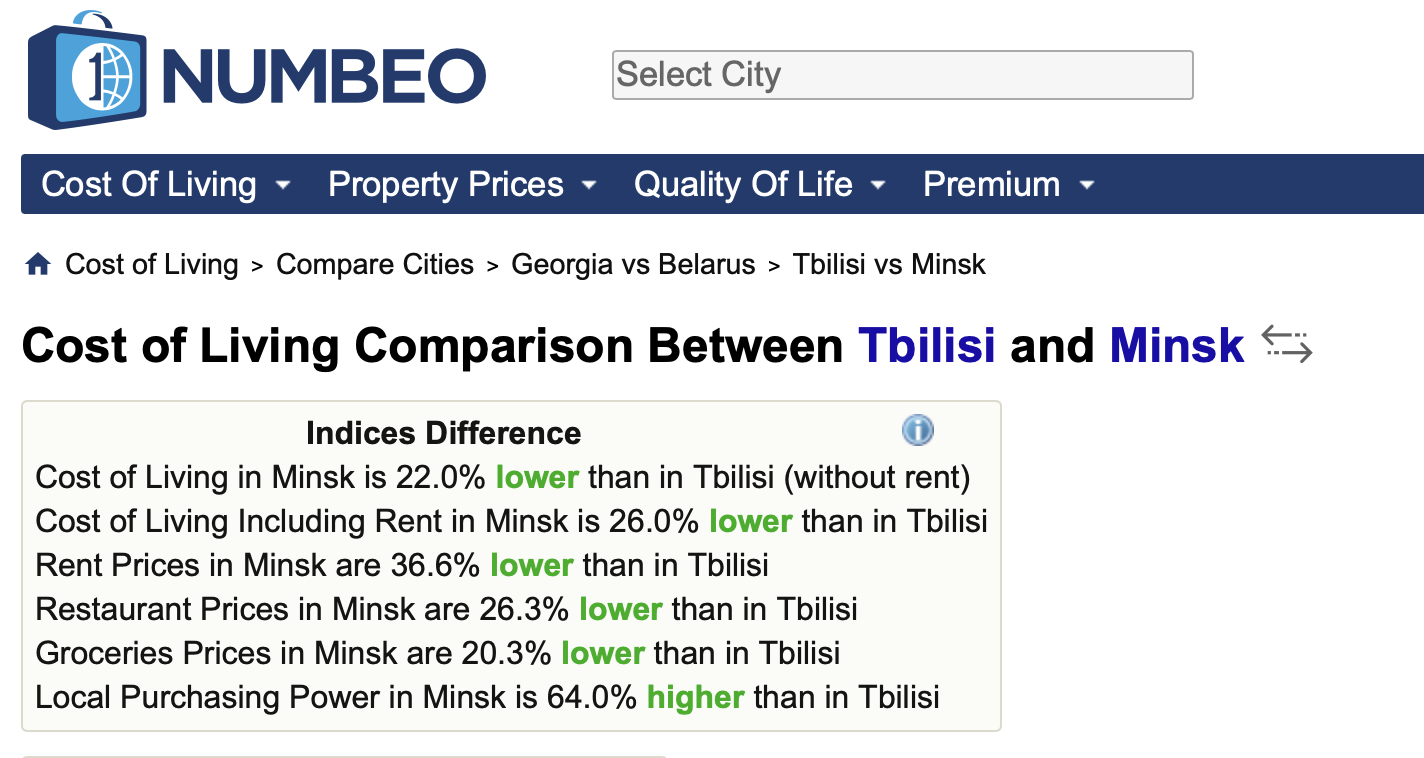 NUMBEO
Select City
Cost Of Living Property Prices Quality Of Life Premium
Cost of Living > Compare Cities > Georgia vs Belarus > Tbilisi vs Minsk
Cost of Living Comparison Between Tbilisi and Minsk
Indices Difference
Cost of Living in Minsk is 22.0% lower than in Tbilisi (without rent)
Cost of Living Including Rent in Minsk is 26.0% lower than in Tbilisi
Rent Prices in Minsk are 36.6% lower than in Tbilisi
Restaurant Prices in Minsk are 26.3% lower than in Tbilisi
Groceries Prices in Minsk are 20.3% lower than in Tbilisi
Local Purchasing Power in Minsk is 64.0% higher than in Tbilisi